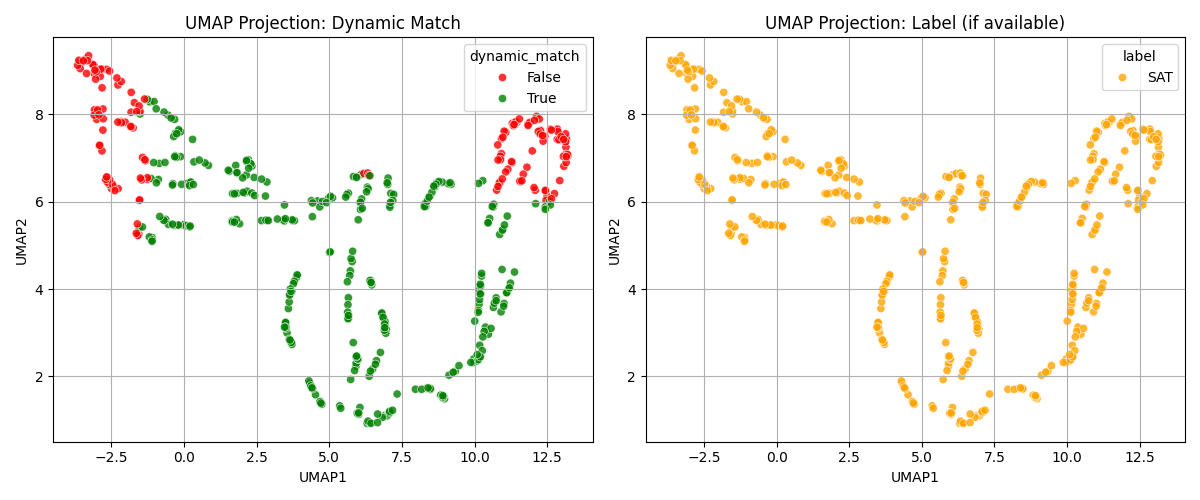 UMAP Projection: Dynamic Match
dynamic_match
False
True
8
6
4
2
UMAP2
−2.5 0.0 2.5 5.0 7.5 10.0 12.5
UMAP1
UMAP Projection: Label (if available)
label
SAT
8
6
4
2
UMAP2
−2.5 0.0 2.5 5.0 7.5 10.0 12.5
UMAP1